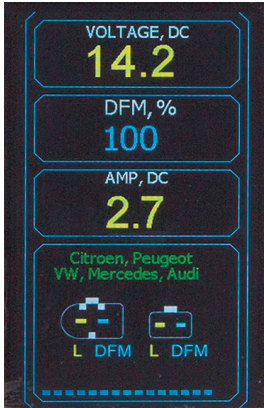 VOLTAGE, DC
14.2
DFM, %
100
AMP, DC
2.7
Citroen, Peugeot
VW, Mercedes, Audi
L DFM L DFM